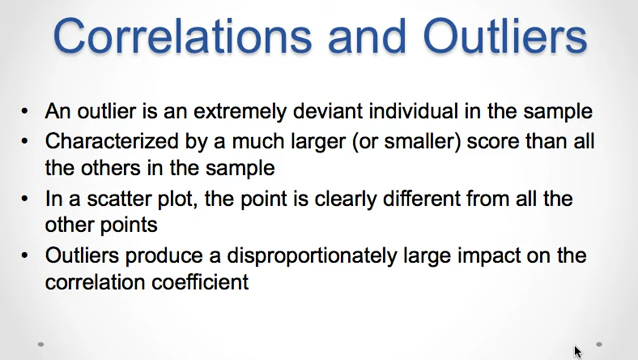 Correlations and Outliers
• An outlier is an extremely deviant individual in the sample
• Characterized by a much larger (or smaller) score than all
the others in the sample
• In a scatter plot, the point is clearly different from all the
other points
• Outliers produce a disproportionately large impact on the
correlation coefficient